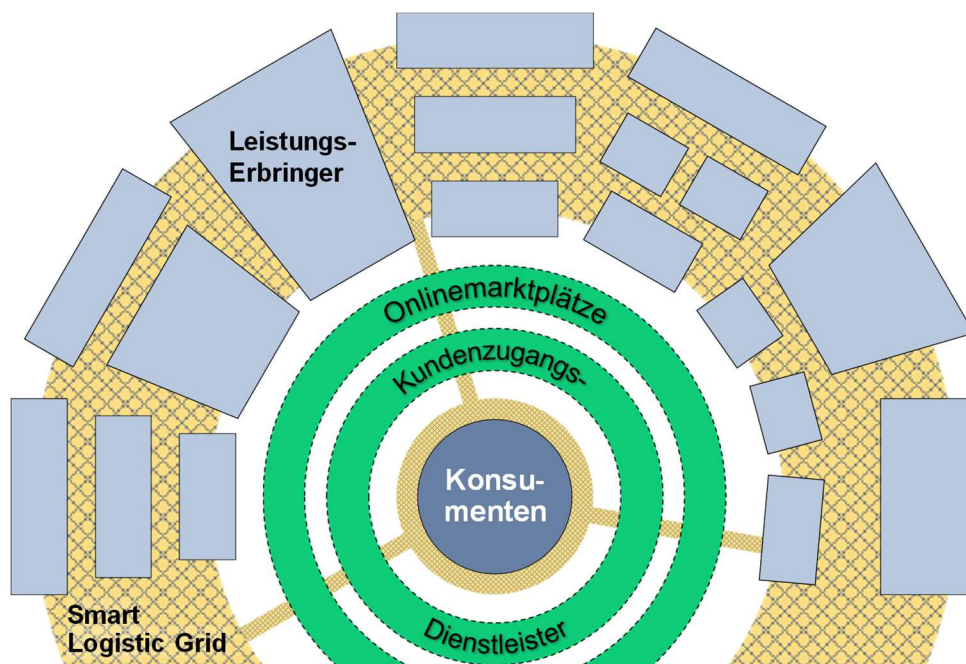 Leistungs-
Erbringer
Onlinemarktplätze
Kundenzugangs-
Konsu-
menten
Dienstleister
Smart
Logistic Grid